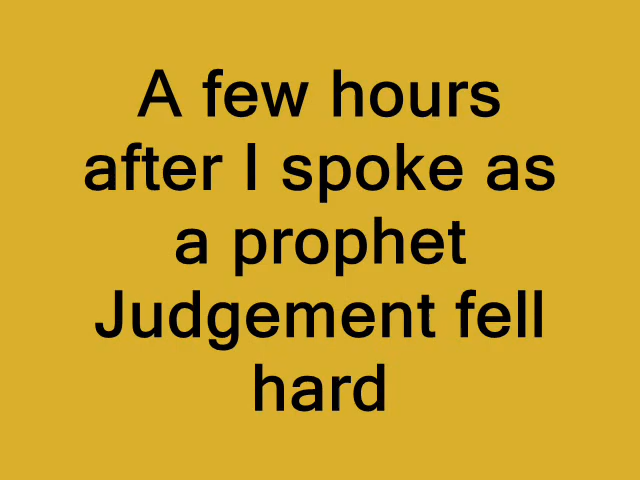 A few hours
after I spoke as
a prophet
Judgement fell
hard